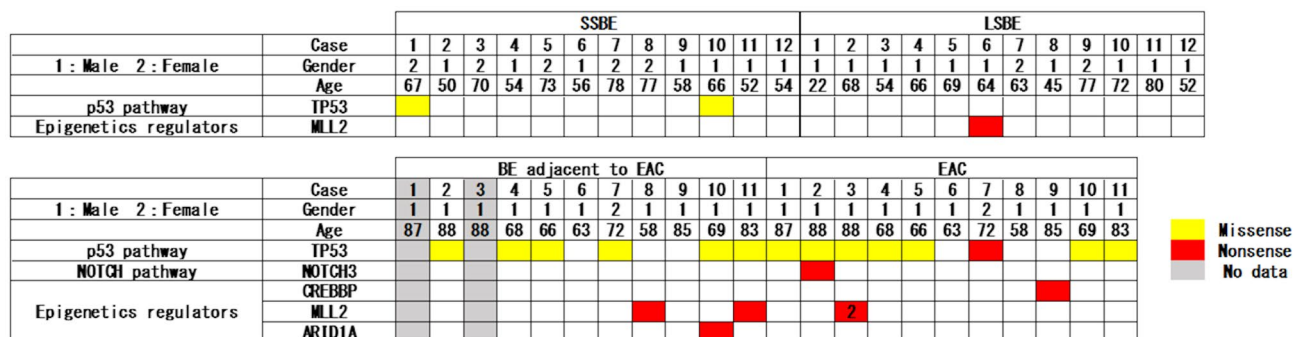 SSBE LSBE
Case 1 2 3 4 5 6 7 8 9 10 11 12 1 2 3 4 5 6 7 8 9 10 11 12
1:Male 2:Female Gender 2 1 2 1 2 1 2 2 1 1 1 1 1 1 1 1 1 1 2 1 2 1 1 1
Age 67 50 70 54 73 56 78 77 58 66 52 54 22 68 54 66 69 64 63 45 77 72 80 52
p53 pathway TP53
Epigenetics regulators MLL2
BE adjacent to EAC EAC
Case 1 2 3 4 5 6 7 8 9 10 11 1 2 3 4 5 6 7 8 9 10 11
1:Male 2:Female Gender 1 1 1 1 1 1 2 1 1 1 1 1 1 1 1 1 1 2 1 1 1 1
Age 87 88 88 68 66 63 72 58 85 69 83 87 88 88 68 66 63 72 58 85 69 83
p53 pathway TP53
NOTCH pathway NOTCH3
CREBBP
Epigenetics regulators MLL2 2
ARID1A
Missense
Nonsense
No data